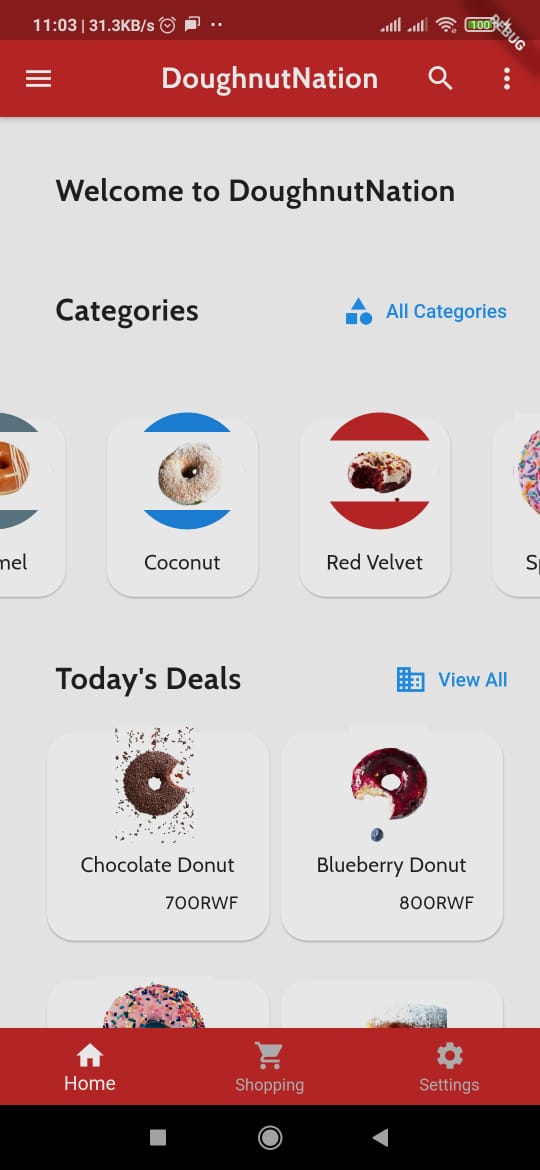 11:03 | 31.3KB/s
100
DEBUG
DoughnutNation
Welcome to DoughnutNation
Categories
All Categories
mel
Coconut
Red Velvet
Sp
Today's Deals
View All
Chocolate Donut
700RWF
Blueberry Donut
800RWF
Home
Shopping
Settings